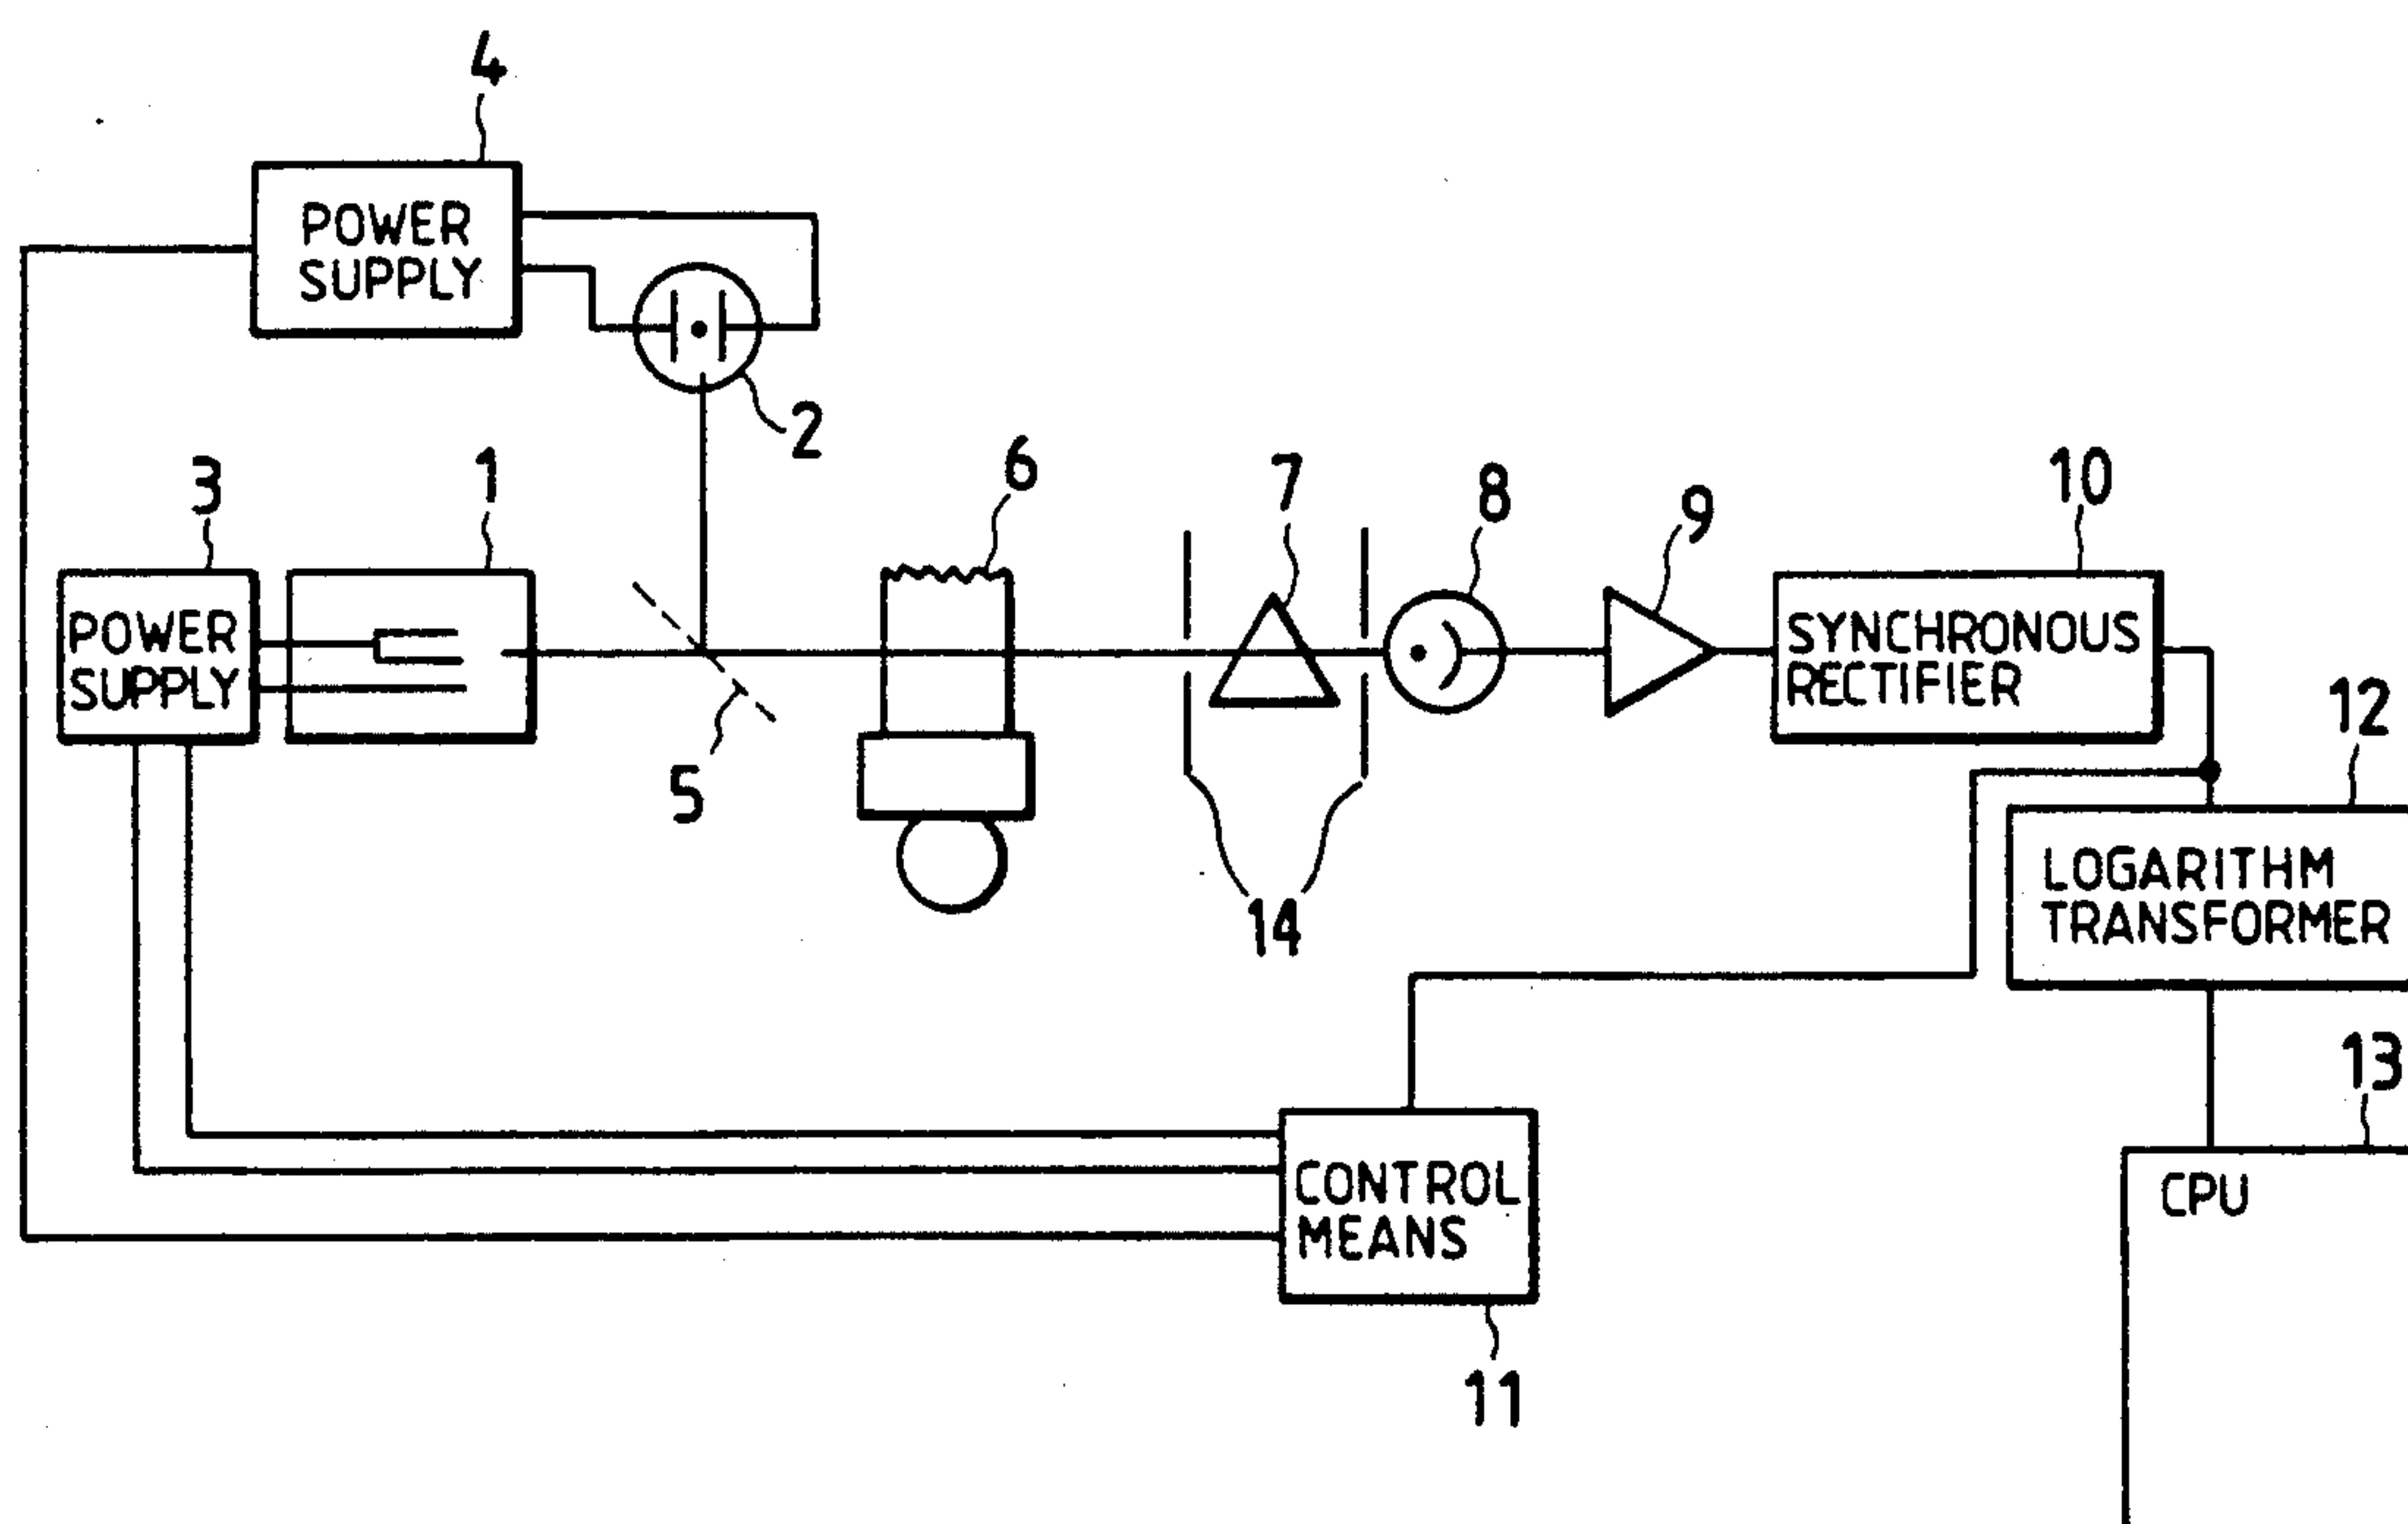 4
POWER
SUPPLY
2
3
1
6
7
8
9
10
POWER
SUPPLY
SYNCHRONOUS
RECTIFIER
5
12
14
LOGARITHM
TRANSFORMER
13
CONTROL
MEANS
CPU
11